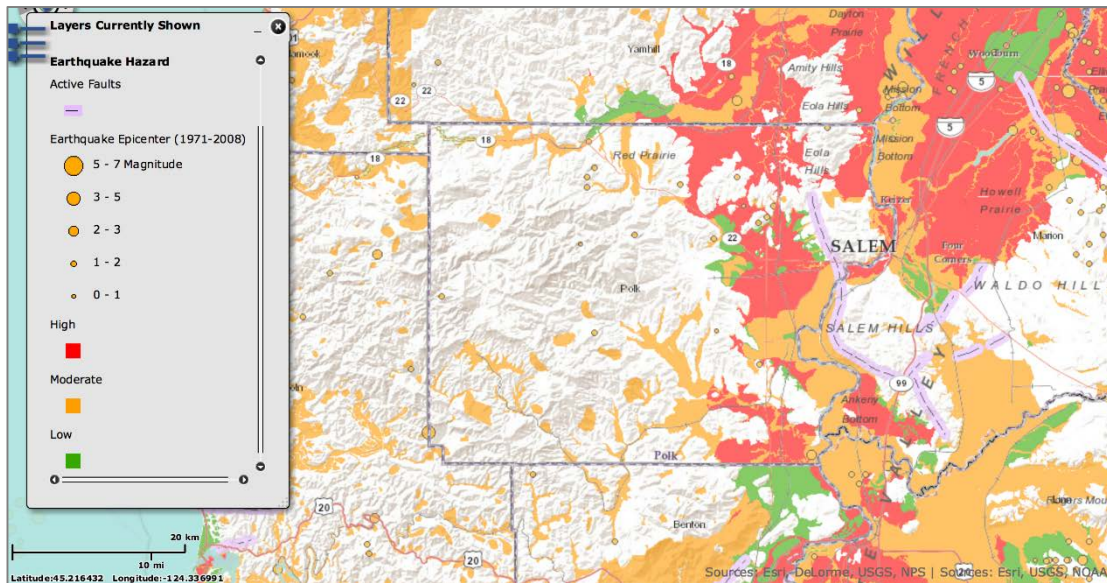 Layers Currently Shown
Earthquake Hazard
Active Faults
Earthquake Epicenter (1971-2008)
5 - 7 Magnitude
3 - 5
2 - 3
1 - 2
0 - 1
High
Moderate
Low
20 km
10 mi
Latitude:45.216432 Longitude:-124.336991
Yamhill
Dayton
Prairie
18
Amity Hills
Eola Hills
Mission
Bottom
Woodburn
5
22
22
18
18
Red Prairie
Eola
Hills
Mission
Bottom
5
Keizer
Howell
Prairie
Marion
22
SALEM
Four
Corners
WALDO HILL
Polk
SALEM HILLS
99
Ankeny
Bottom
VALLEY
Polk
Benton
20
20
Sources: Esri, DeLorme, USGS, NPS | Sources: Esri, USGS, NOAA